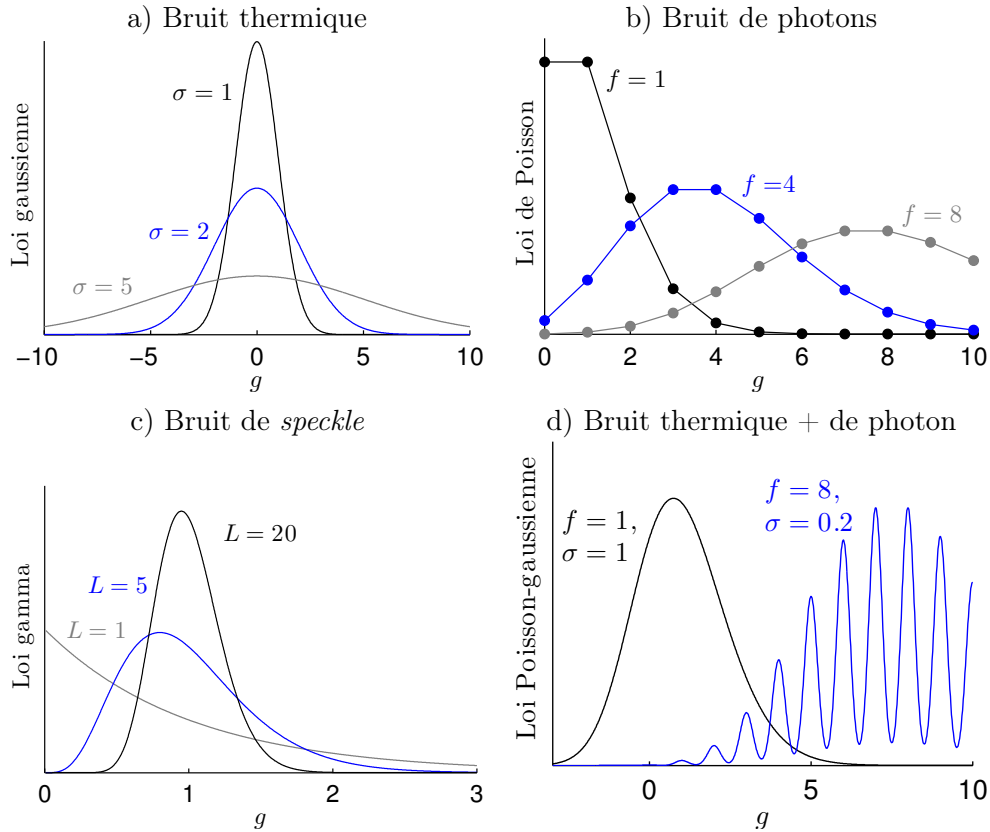 a) Bruit thermique
Loi gaussienne
σ = 1
σ = 2
σ = 5
−10 −5 0 5 10
g
b) Bruit de photons
Loi de Poisson
f = 1
f =4
f = 8
0 2 4 6 8 10
g
c) Bruit de speckle
Loi gamma
L = 20
L = 5
L = 1
0 1 2 3
g
d) Bruit thermique + de photon
Loi Poisson-gaussienne
f = 1,
σ = 1
f = 8,
σ = 0.2
0 5 10
g